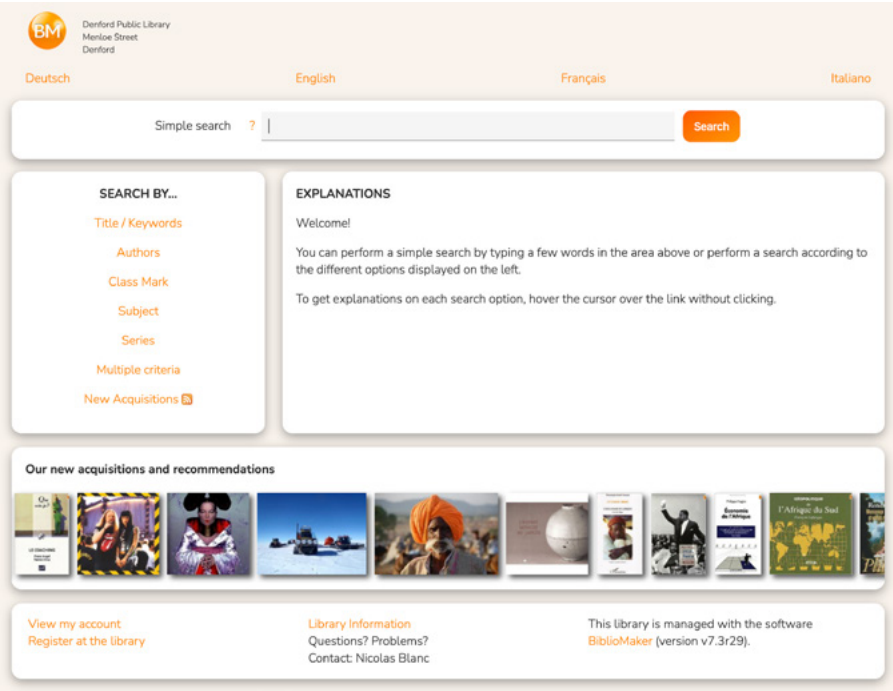 BM
Denford Public Library
Menloe Street
Denford
Deutsch English Français Italiano
Simple search ? Search
SEARCH BY...
Title / Keywords
Authors
Class Mark
Subject
Series
Multiple criteria
New Acquisitions
EXPLANATIONS
Welcome!
You can perform a simple search by typing a few words in the area above or perform a search according to
the different options displayed on the left.
To get explanations on each search option, hover the cursor over the link without clicking.
Our new acquisitions and recommendations
LE COACHING
Économie
de l'Afrique
l'Afrique du Sud
View my account
Register at the library
Library Information
Questions? Problems?
Contact: Nicolas Blanc
This library is managed with the software
BiblioMaker (version v7.3r29).